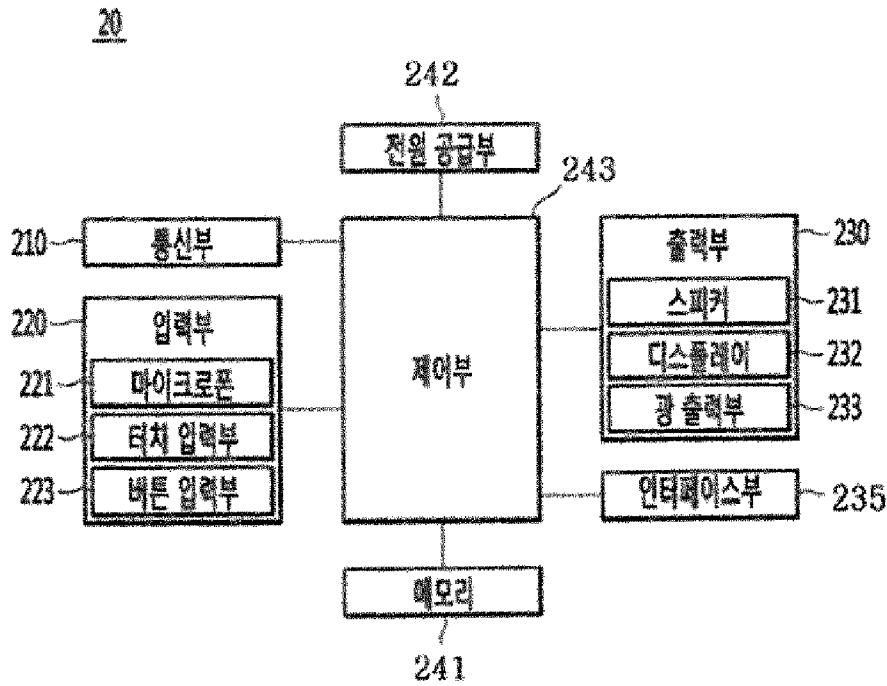 20
242
전원 공급부
243
210
통신부
220
입력부
221
마이크로폰
222
터치 입력부
223
버튼 입력부
제어부
출력부
230
스피커
231
디스플레이
232
광 출력부
233
인터페이스부
235
메모리
241